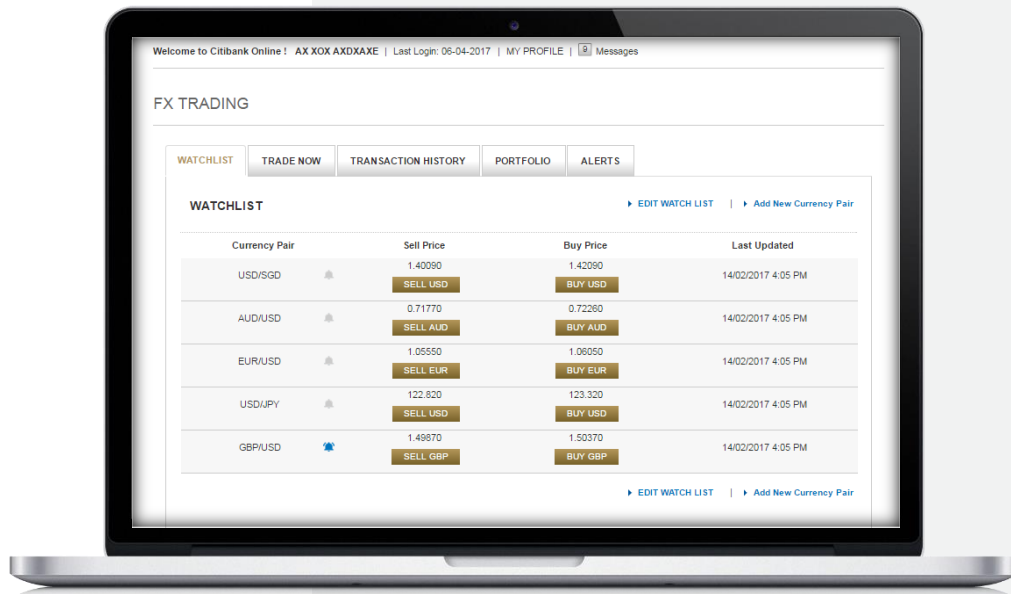 Welcome to Citibank Online ! AX XOX AXDXAXE | Last Login: 06-04-2017 | MY PROFILE | 9 Messages
FX TRADING
WATCHLIST TRADE NOW TRANSACTION HISTORY PORTFOLIO ALERTS
WATCHLIST EDIT WATCH LIST | Add New Currency Pair
Currency Pair Sell Price Buy Price Last Updated
1.40090 1.42090
USD/SGD 14/02/2017 4:05 PM
SELL USD BUY USD
0.71770 0.72260
AUD/USD 14/02/2017 4:05 PM
SELL AUD BUY AUD
1.05550 1.06050
EUR/USD 14/02/2017 4:05 PM
SELL EUR BUY EUR
122.820 123.320
USD/JPY 14/02/2017 4:05 PM
SELL USD BUY USD
1.49870 1.50370
GBP/USD 14/02/2017 4:05 PM
SELL GBP BUY GBP
EDIT WATCH LIST | Add New Currency Pair